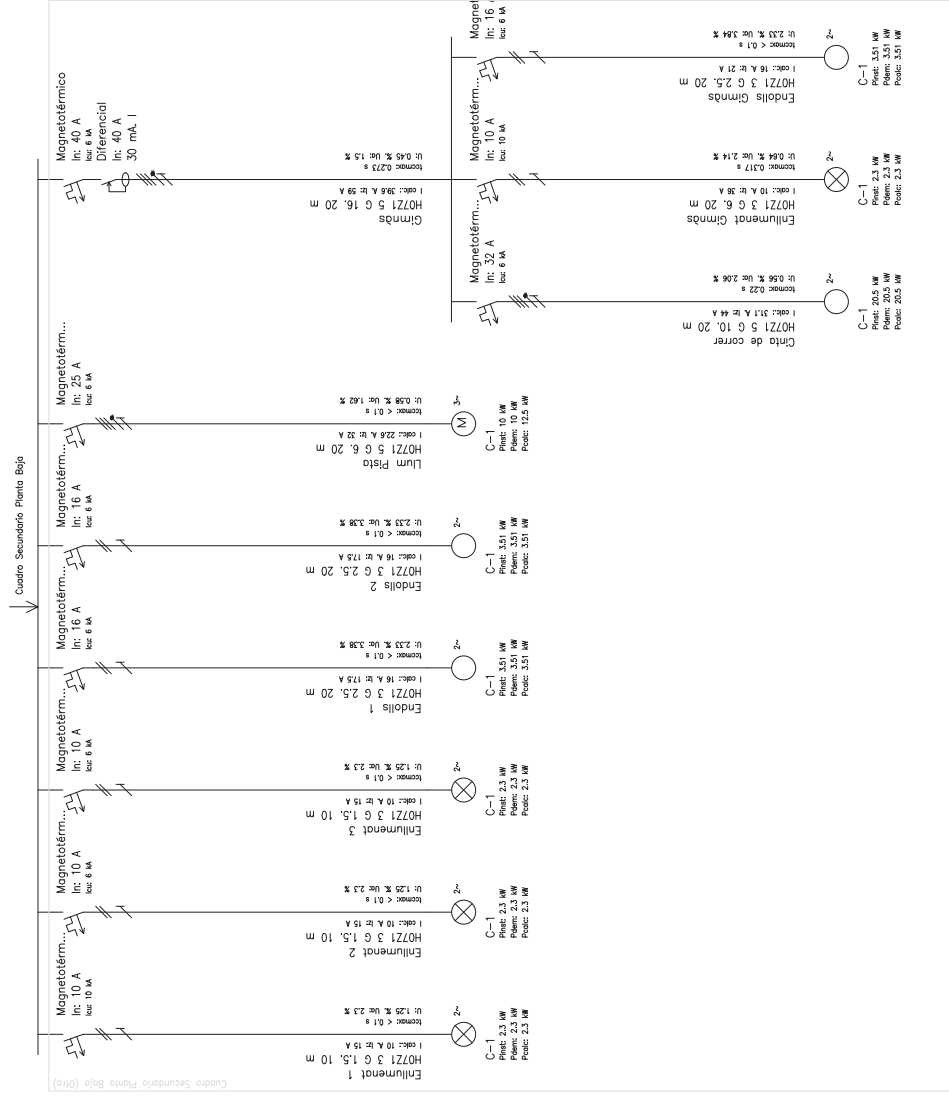 Cuadro Secundario Planta Baja
Cuadro Secundario Planta Baja (Otro)
Magnetotérm...
In: 10 A
Icu: 10 kA
Enllumenat 1
H07Z1 3 G 1.5. 10 m
I calc.: 10 A. Iz: 15 A
tccmax: < 0.1 s
U: 1.25 %. Ua: 2.3 %
2~
C-1
Pinst: 2.3 kW
Pdem: 2.3 kW
Pcalc: 2.3 kW
Magnetotérm...
In: 10 A
Icu: 6 kA
Enllumenat 2
H07Z1 3 G 1.5. 10 m
I calc.: 10 A. Iz: 15 A
tccmax: < 0.1 s
U: 1.25 %. Ua: 2.3 %
2~
C-1
Pinst: 2.3 kW
Pdem: 2.3 kW
Pcalc: 2.3 kW
Magnetotérm...
In: 10 A
Icu: 6 kA
Enllumenat 3
H07Z1 3 G 1.5. 10 m
I calc.: 10 A. Iz: 15 A
tccmax: < 0.1 s
U: 1.25 %. Ua: 2.3 %
2~
C-1
Pinst: 2.3 kW
Pdem: 2.3 kW
Pcalc: 2.3 kW
Magnetotérm...
In: 16 A
Icu: 6 kA
Endolls 1
H07Z1 3 G 2.5. 20 m
I calc.: 16 A. Iz: 17.5 A
tccmax: < 0.1 s
U: 2.33 %. Ua: 3.38 %
2~
C-1
Pinst: 3.51 kW
Pdem: 3.51 kW
Pcalc: 3.51 kW
Magnetotérm...
In: 16 A
Icu: 6 kA
Endolls 2
H07Z1 3 G 2.5. 20 m
I calc.: 16 A. Iz: 17.5 A
tccmax: < 0.1 s
U: 2.33 %. Ua: 3.38 %
2~
C-1
Pinst: 3.51 kW
Pdem: 3.51 kW
Pcalc: 3.51 kW
Magnetotérm...
In: 25 A
Icu: 6 kA
Llum Pista
H07Z1 5 G 6. 20 m
I calc.: 22.6 A. Iz: 32 A
tccmax: < 0.1 s
U: 0.58 %. Ua: 1.62 %
M
3~
C-1
Pinst: 10 kW
Pdem: 10 kW
Pcalc: 12.5 kW
Magnetotérmico
In: 40 A
Icu: 6 kA
Diferencial
In: 40 A
30 mA. I
Gimnàs
H07Z1 5 G 16. 20 m
I calc.: 39.6 A. Iz: 59 A
tccmax: 0.273 s
U: 0.45 %. Ua: 1.5 %
Magnetotérm...
In: 32 A
Icu: 6 kA
Cinta de correr
H07Z1 5 G 10. 20 m
I calc.: 31.1 A. Iz: 44 A
tccmax: 0.22 s
U: 0.56 %. Ua: 2.06 %
2~
C-1
Pinst: 20.5 kW
Pdem: 20.5 kW
Pcalc: 20.5 kW
Magnetotérm...
In: 10 A
Icu: 10 kA
Enllumenat Gimnàs
H07Z1 3 G 6. 20 m
I calc.: 10 A. Iz: 36 A
tccmax: 0.317 s
U: 0.64 %. Ua: 2.14 %
2~
C-1
Pinst: 2.3 kW
Pdem: 2.3 kW
Pcalc: 2.3 kW
Magnet
In: 16
Icu: 6 kA
Endolls Gimnàs
H07Z1 3 G 2.5. 20 m
I calc.: 16 A. Iz: 21 A
tccmax: < 0.1 s
U: 2.33 %. Ua: 3.84 %
2~
C-1
Pinst: 3.51 kW
Pdem: 3.51 kW
Pcalc: 3.51 kW